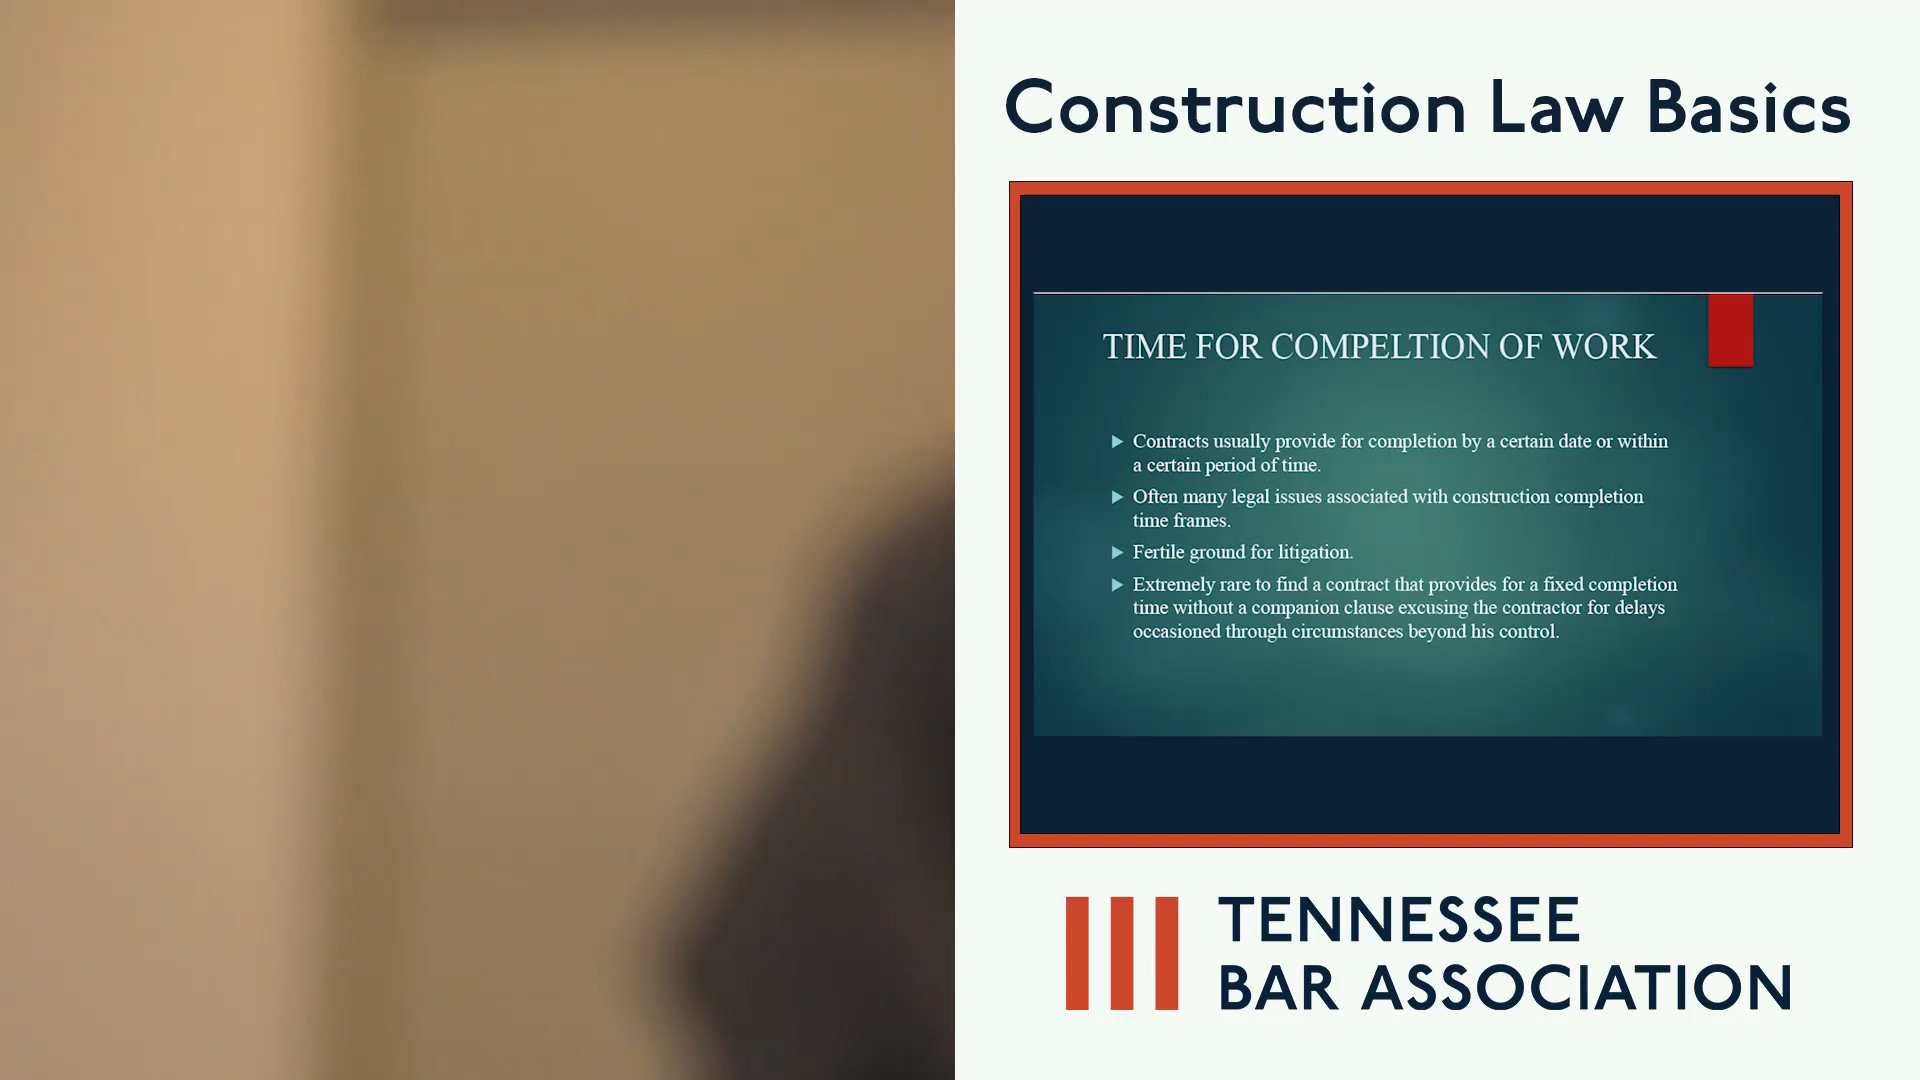 Construction Law Basics
TIME FOR COMPELTION OF WORK
Contracts usually provide for completion by a certain date or within
a certain period of time.
Often many legal issues associated with construction completion
time frames.
Fertile ground for litigation.
Extremely rare to find a contract that provides for a fixed completion
time without a companion clause excusing the contractor for delays
occasioned through circumstances beyond his control.
TENNESSEE
BAR ASSOCIATION